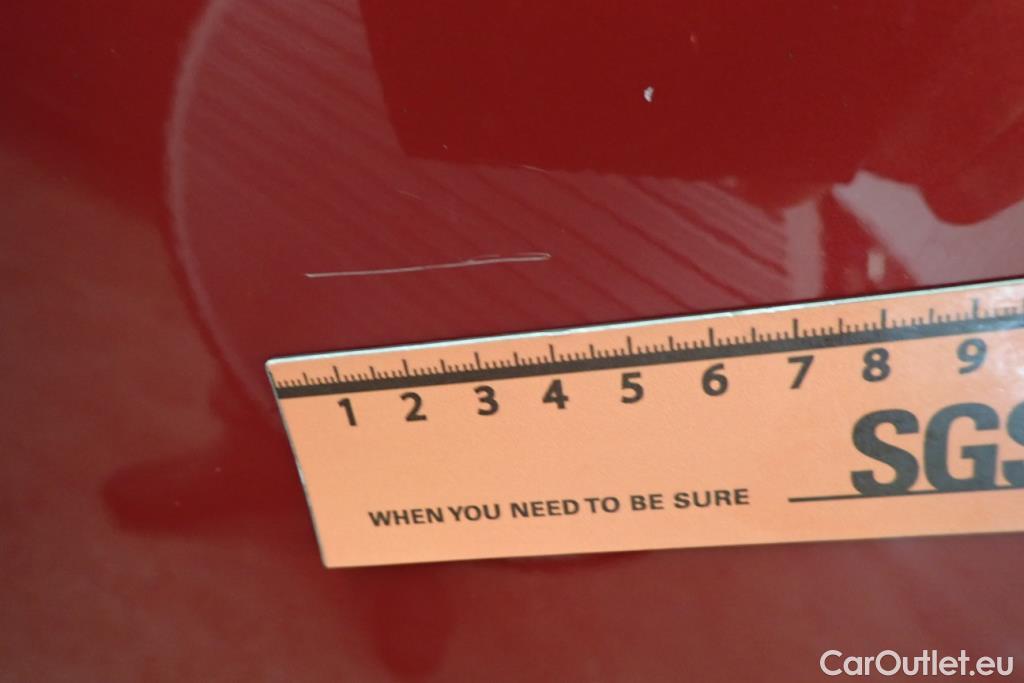 1 2 3 4 5 6 7 8 9
SGS
WHEN YOU NEED TO BE SURE
CarOutlet.eu